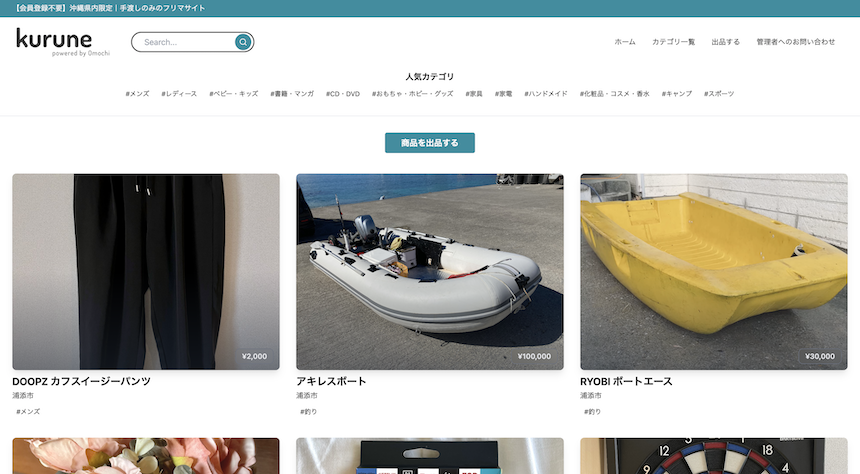 【会員登録不要】沖縄県内限定｜手渡しのみのフリマサイト
kurune
powered by Omochi
Search...
ホーム カテゴリ一覧 出品する 管理者へのお問い合わせ
人気カテゴリ
#メンズ #レディース #ベビー・キッズ #書籍・マンガ #CD・DVD #おもちゃ・ホビー・グッズ #家具 #家電 #ハンドメイド #化粧品・コスメ・香水 #キャンプ #スポーツ
商品を出品する
¥2,000 ¥100,000 ¥30,000
DOOPZ カフスイージーパンツ アキレスボート RYOBI ボートエース
浦添市 浦添市
#メンズ #釣り #釣り
12 5 18